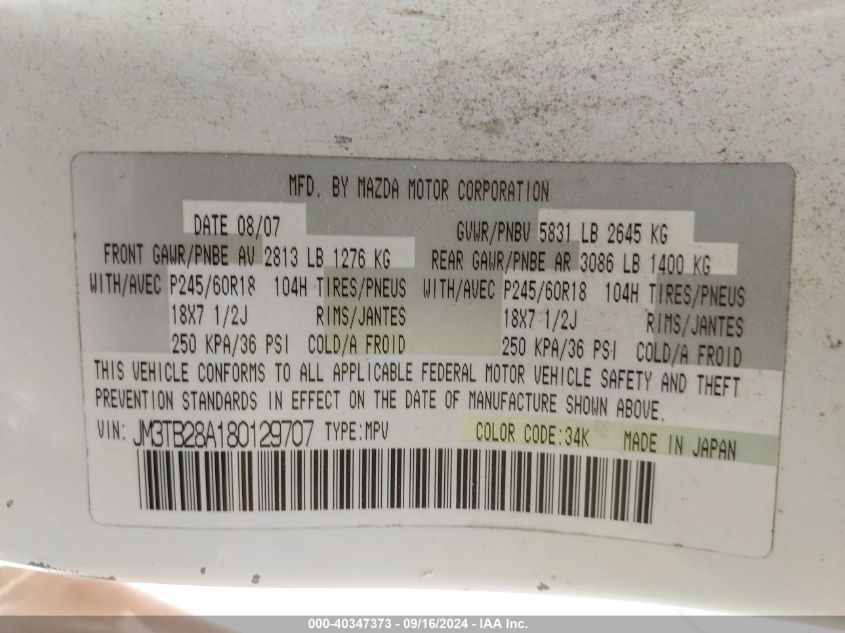 MFD. BY MAZDA MOTOR CORPORATION
DATE 08/07 GVWR/PNBV 5831 LB 2645 KG
FRONT GAWR/PNBE AV 2813 LB 1276 KG REAR GAWR/PNBE AR 3086 LB 1400 KG
WITH/AVEC P245/60R18 104H TIRES/PNEUS WITH/AVEC P245/60R18 104H TIRES/PNEUS
18X7 1/2J RIMS/JANTES 18X7 1/2J RIMS/JANTES
250 KPA/36 PSI COLD/A FROID 250 KPA/36 PSI COLD/A FROID
THIS VEHICLE CONFORMS TO ALL APPLICABLE FEDERAL MOTOR VEHICLE SAFETY AND THEFT
PREVENTION STANDARDS IN EFFECT ON THE DATE OF MANUFACTURE SHOWN ABOVE.
VIN: JM3TB28A180129707 TYPE:MPV COLOR CODE:34K MADE IN JAPAN
000-40347373 - 09/16/2024 - IAA Inc.